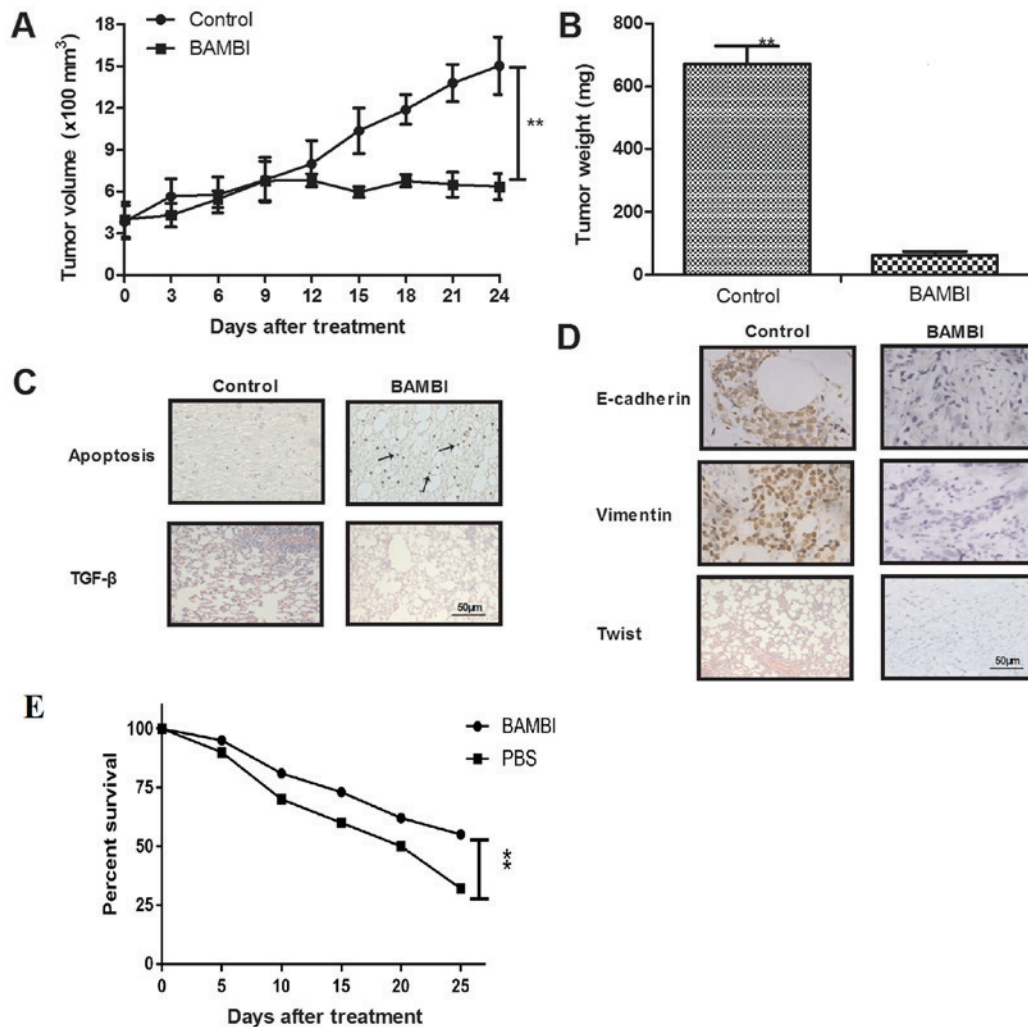 A
Control
BAMBI
Tumor volume (x100 mm³)
18
15
12
9
6
3
0
**
0 3 6 9 12 15 18 21 24
Days after treatment
B
Tumor weight (mg)
800
600
400
200
0
**
Control BAMBI
C
Control BAMBI
Apoptosis
TGF-β
50μm
D
Control BAMBI
E-cadherin
Vimentin
Twist
50μm
E
BAMBI
PBS
Percent survival
100
75
50
25
0
**
0 5 10 15 20 25
Days after treatment